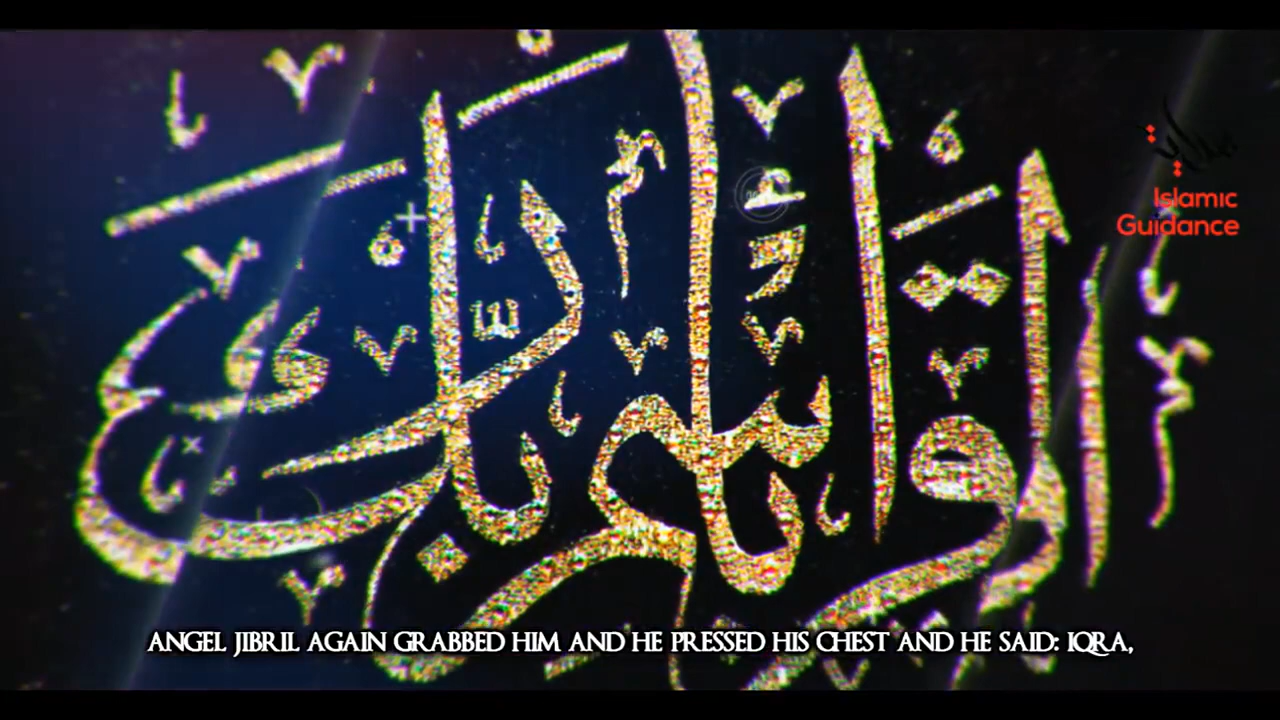 اقرأ باسم ربك
Islamic
Guidance
ANGEL JIBRIL AGAIN GRABBED HIM AND HE PRESSED HIS CHEST AND HE SAID: IQRA,